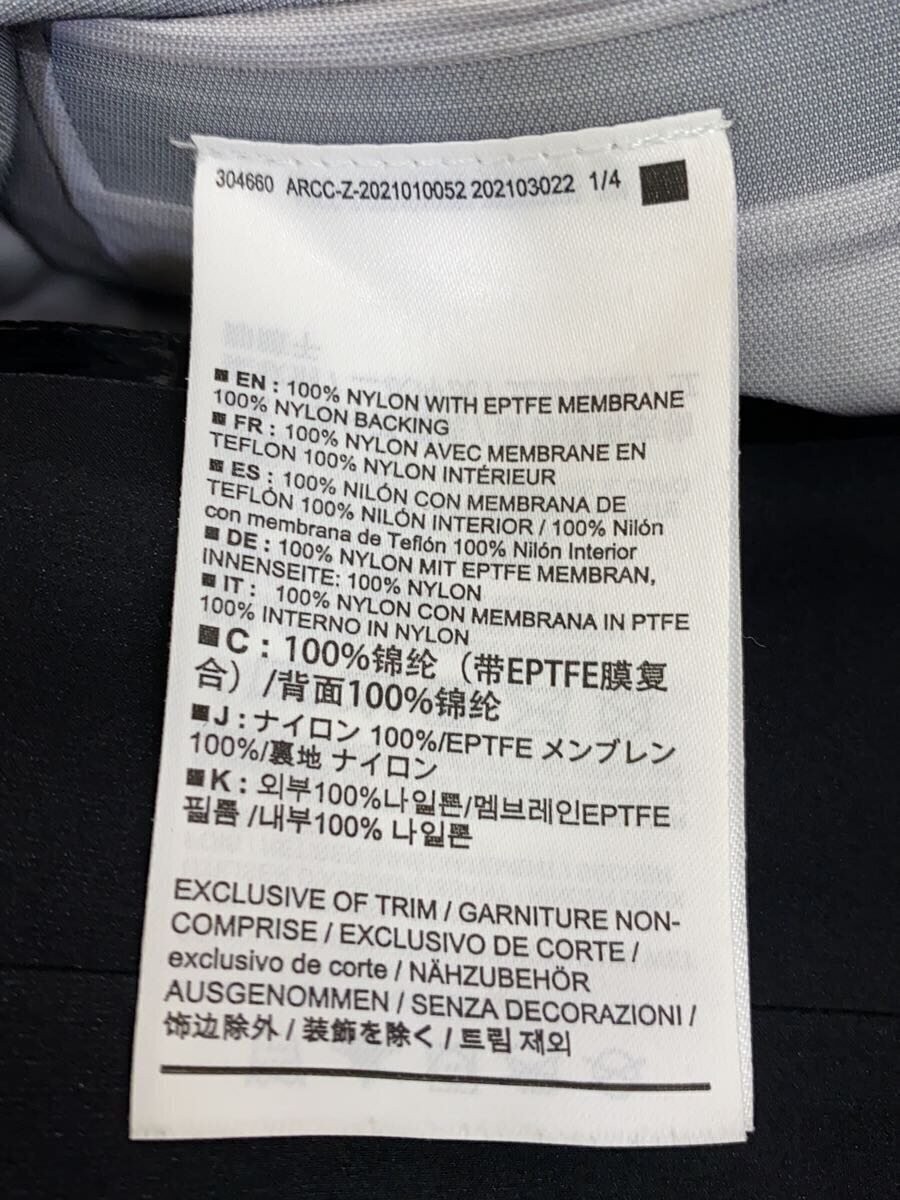 304660 ARCC-Z-2021010052 202103022 1/4
EN : 100% NYLON WITH EPTFE MEMBRANE
100% NYLON BACKING
FR : 100% NYLON AVEC MEMBRANE EN
TEFLON 100% NYLON INTÉRIEUR
ES : 100% NILÓN CON MEMBRANA DE
TEFLÓN 100% NILÓN INTERIOR / 100% Nilón
con membrana de Teflón 100% Nilón Interior
DE : 100% NYLON MIT EPTFE MEMBRAN,
INNENSEITE: 100% NYLON
IT : 100% NYLON CON MEMBRANA IN PTFE
100% INTERNO IN NYLON
C : 100%锦纶（带EPTFE膜复
合）/背面100%锦纶
J : ナイロン 100%/EPTFE メンブレン
100%/裏地 ナイロン
K : 외부100%나일론/멤브레인EPTFE
필름 /내부100% 나일론
EXCLUSIVE OF TRIM / GARNITURE NON-
COMPRISE / EXCLUSIVO DE CORTE /
exclusivo de corte / NÄHZUBEHÖR
AUSGENOMMEN / SENZA DECORAZIONI /
饰边除外 / 装飾を除く / 트림 제외